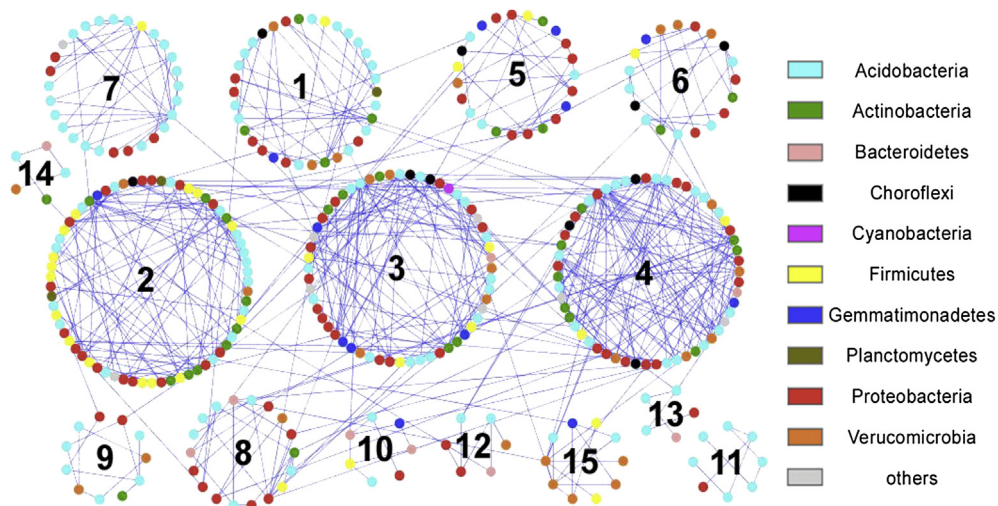 7
1
5
6
14
2
3
4
9
8
10
12
15
13
11
Acidobacteria
Actinobacteria
Bacteroidetes
Choroflexi
Cyanobacteria
Firmicutes
Gemmatimonadetes
Planctomycetes
Proteobacteria
Verucomicrobia
others